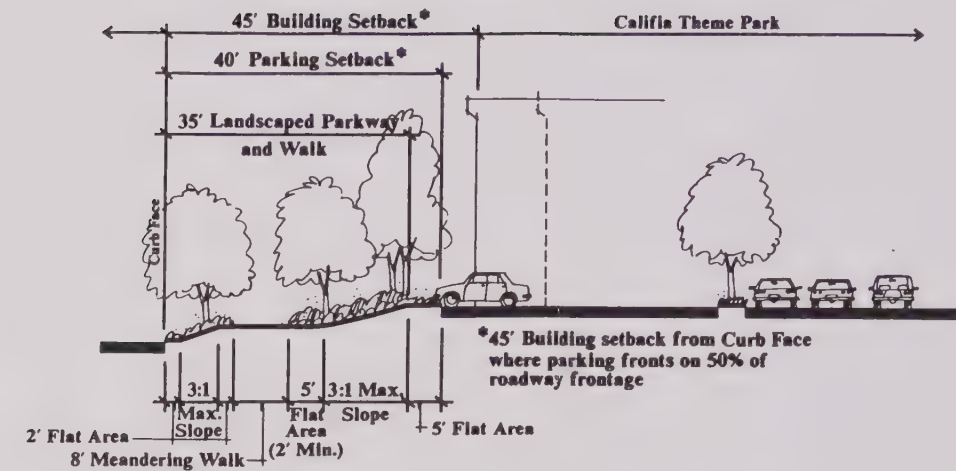 45' Building Setback*
Califia Theme Park
40' Parking Setback*
35' Landscaped Parkway
and Walk
Curb Face
*45' Building setback from Curb Face
where parking fronts on 50% of
roadway frontage
3:1
Max.
Slope
5'
Flat
Area
(2' Min.)
3:1 Max.
Slope
5' Flat Area
2' Flat Area
8' Meandering Walk